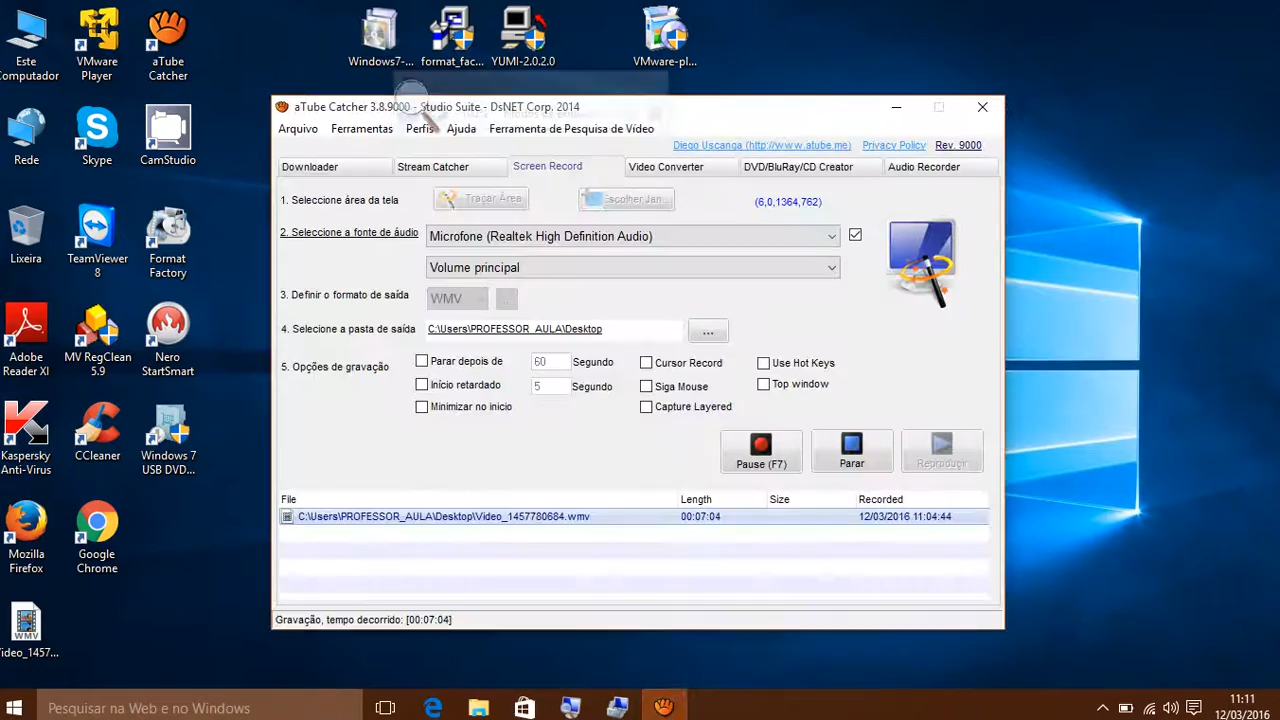 Este
Computador
VMware
Player
aTube
Catcher
Windows7-...
format_fac...
YUMI-2.0.2.0
VMware-pl...
Rede
Skype
CamStudio
Lixeira
TeamViewer
8
Format
Factory
Adobe
Reader XI
MV RegClean
5.9
Nero
StartSmart
Kaspersky
Anti-Virus
CCleaner
Windows 7
USB DVD...
Mozilla
Firefox
Google
Chrome
WMV
Video_1457...
aTube Catcher 3.8.9000 - Studio Suite - DsNET Corp. 2014
Arquivo Ferramentas Perfis Ajuda Ferramenta de Pesquisa de Vídeo
Diego Uscanga (http://www.atube.me) Privacy Policy Rev. 9000
Downloader Stream Catcher Screen Record Video Converter DVD/BluRay/CD Creator Audio Recorder
1. Seleccione área da tela Traçar Área Escolher Jan... (6,0,1364,762)
2. Seleccione a fonte de áudio Microfone (Realtek High Definition Audio)
Volume principal
3. Definir o formato de saída WMV ...
4. Selecione a pasta de saída C:\Users\PROFESSOR_AULA\Desktop ...
5. Opções de gravação Parar depois de 60 Segundo Cursor Record Use Hot Keys
Início retardado 5 Segundo Siga Mouse Top window
Minimizar no inicio Capture Layered
Pause (F7) Parar Reproduçir
File Length Size Recorded
C:\Users\PROFESSOR_AULA\Desktop\Video_1457780684.wmv 00:07:04 12/03/2016 11:04:44
Gravação, tempo decorrido: [00:07:04]
Pesquisar na Web e no Windows
11:11
12/03/2016